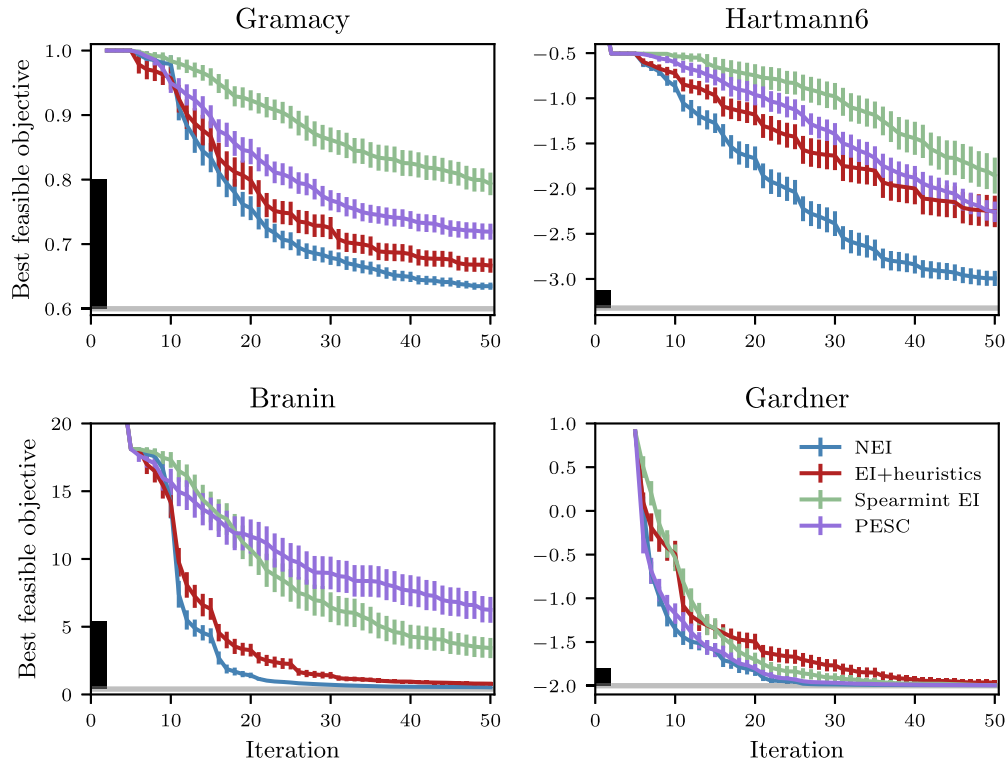 Gramacy
Best feasible objective
1.0
0.9
0.8
0.7
0.6
0 10 20 30 40 50
Hartmann6
−0.5
−1.0
−1.5
−2.0
−2.5
−3.0
0 10 20 30 40 50
Branin
Best feasible objective
20
15
10
5
0
0 10 20 30 40 50
Iteration
Gardner
1.0
0.5
0.0
−0.5
−1.0
−1.5
−2.0
NEI
EI+heuristics
Spearmint EI
PESC
0 10 20 30 40 50
Iteration